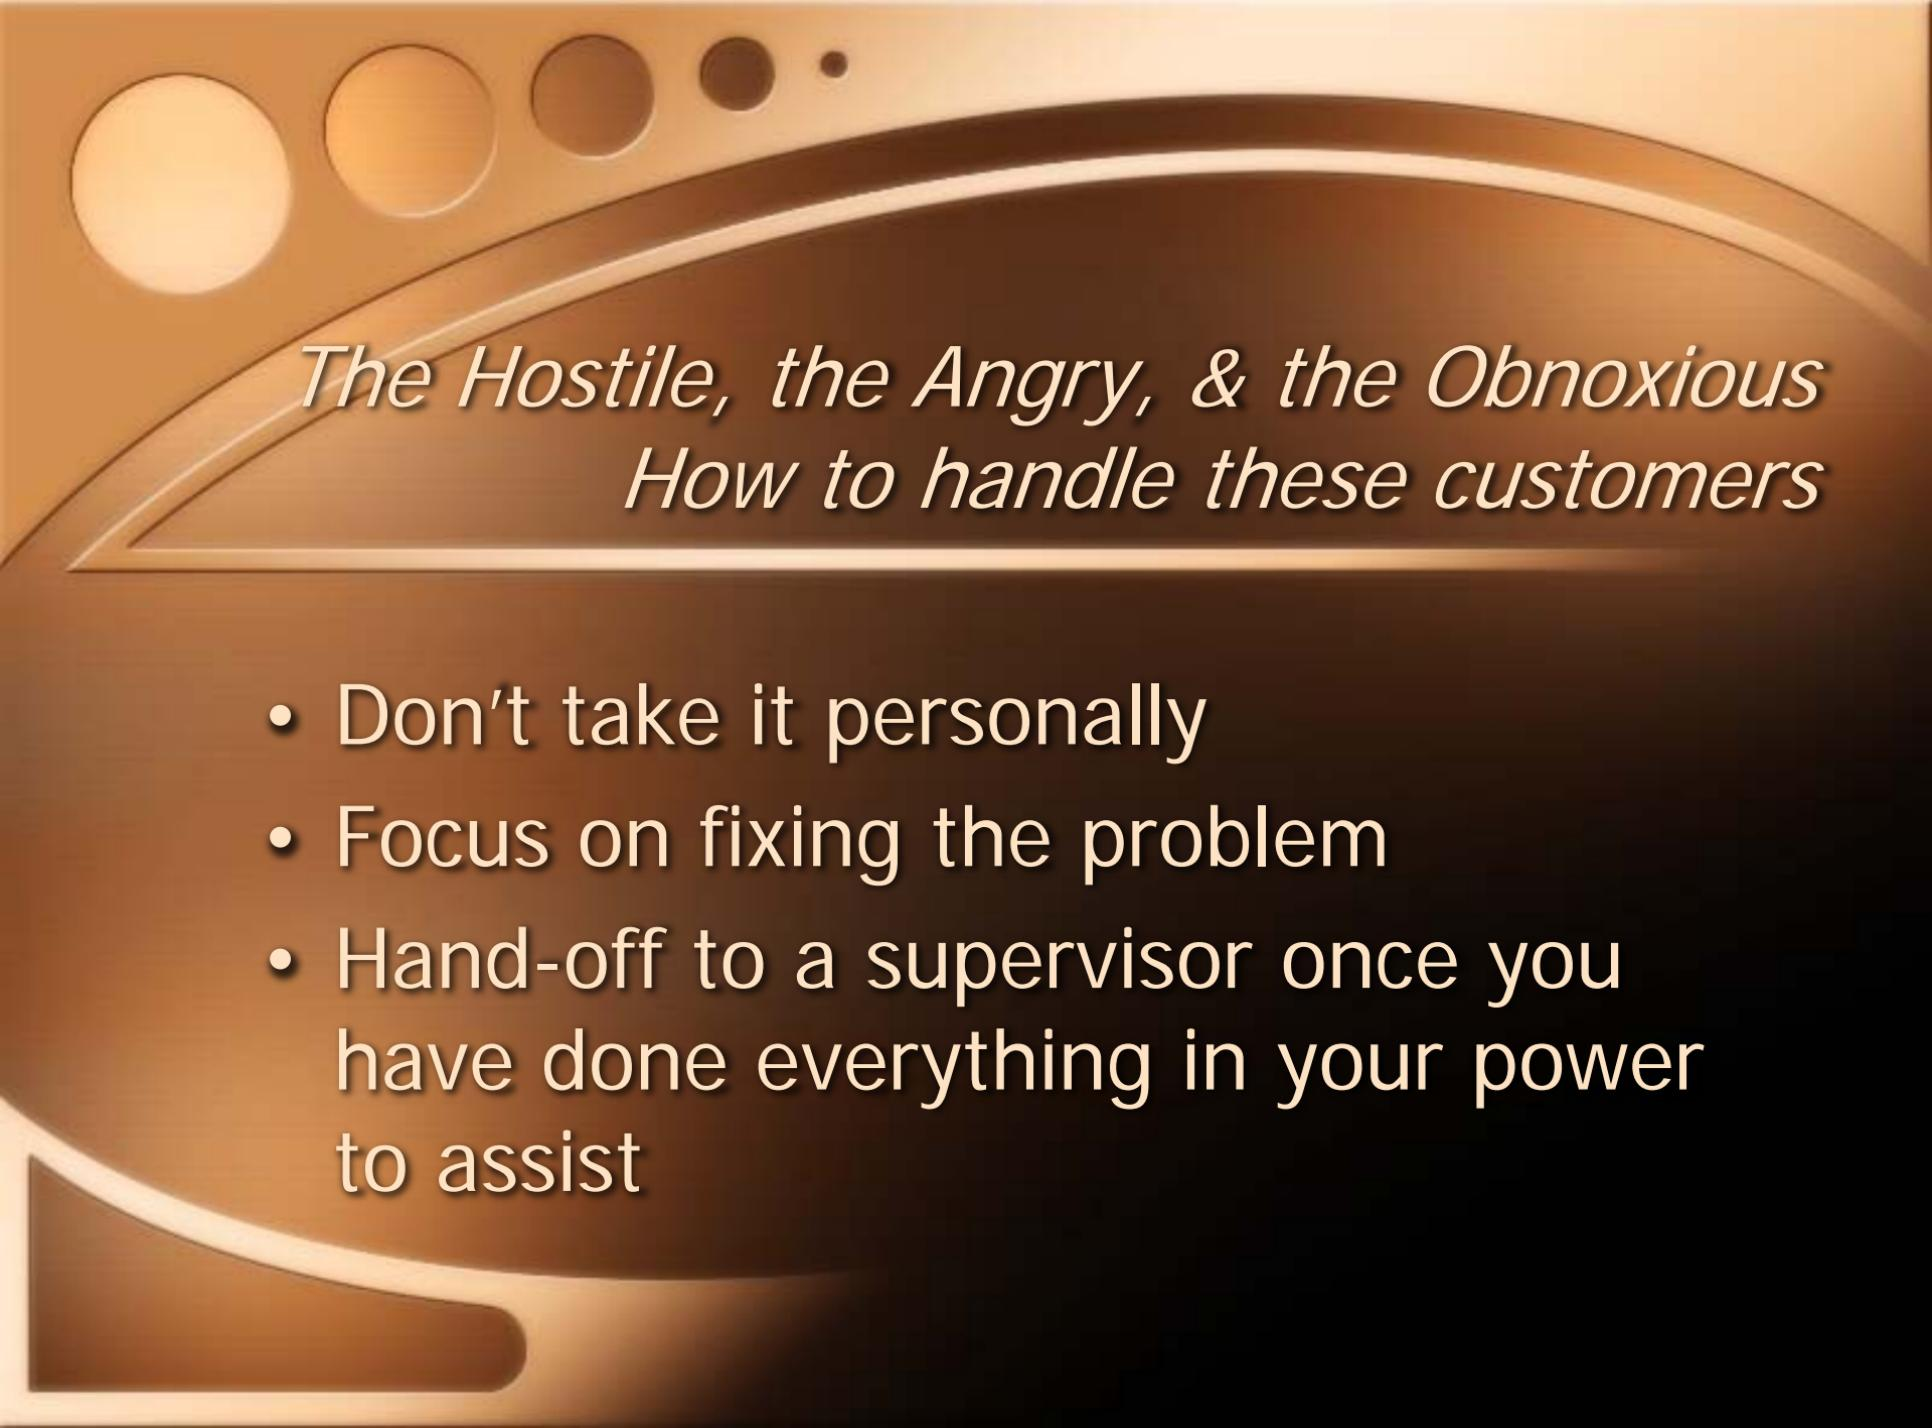 The Hostile, the Angry, & the Obnoxious
How to handle these customers
• Don't take it personally
• Focus on fixing the problem
• Hand-off to a supervisor once you
have done everything in your power
to assist